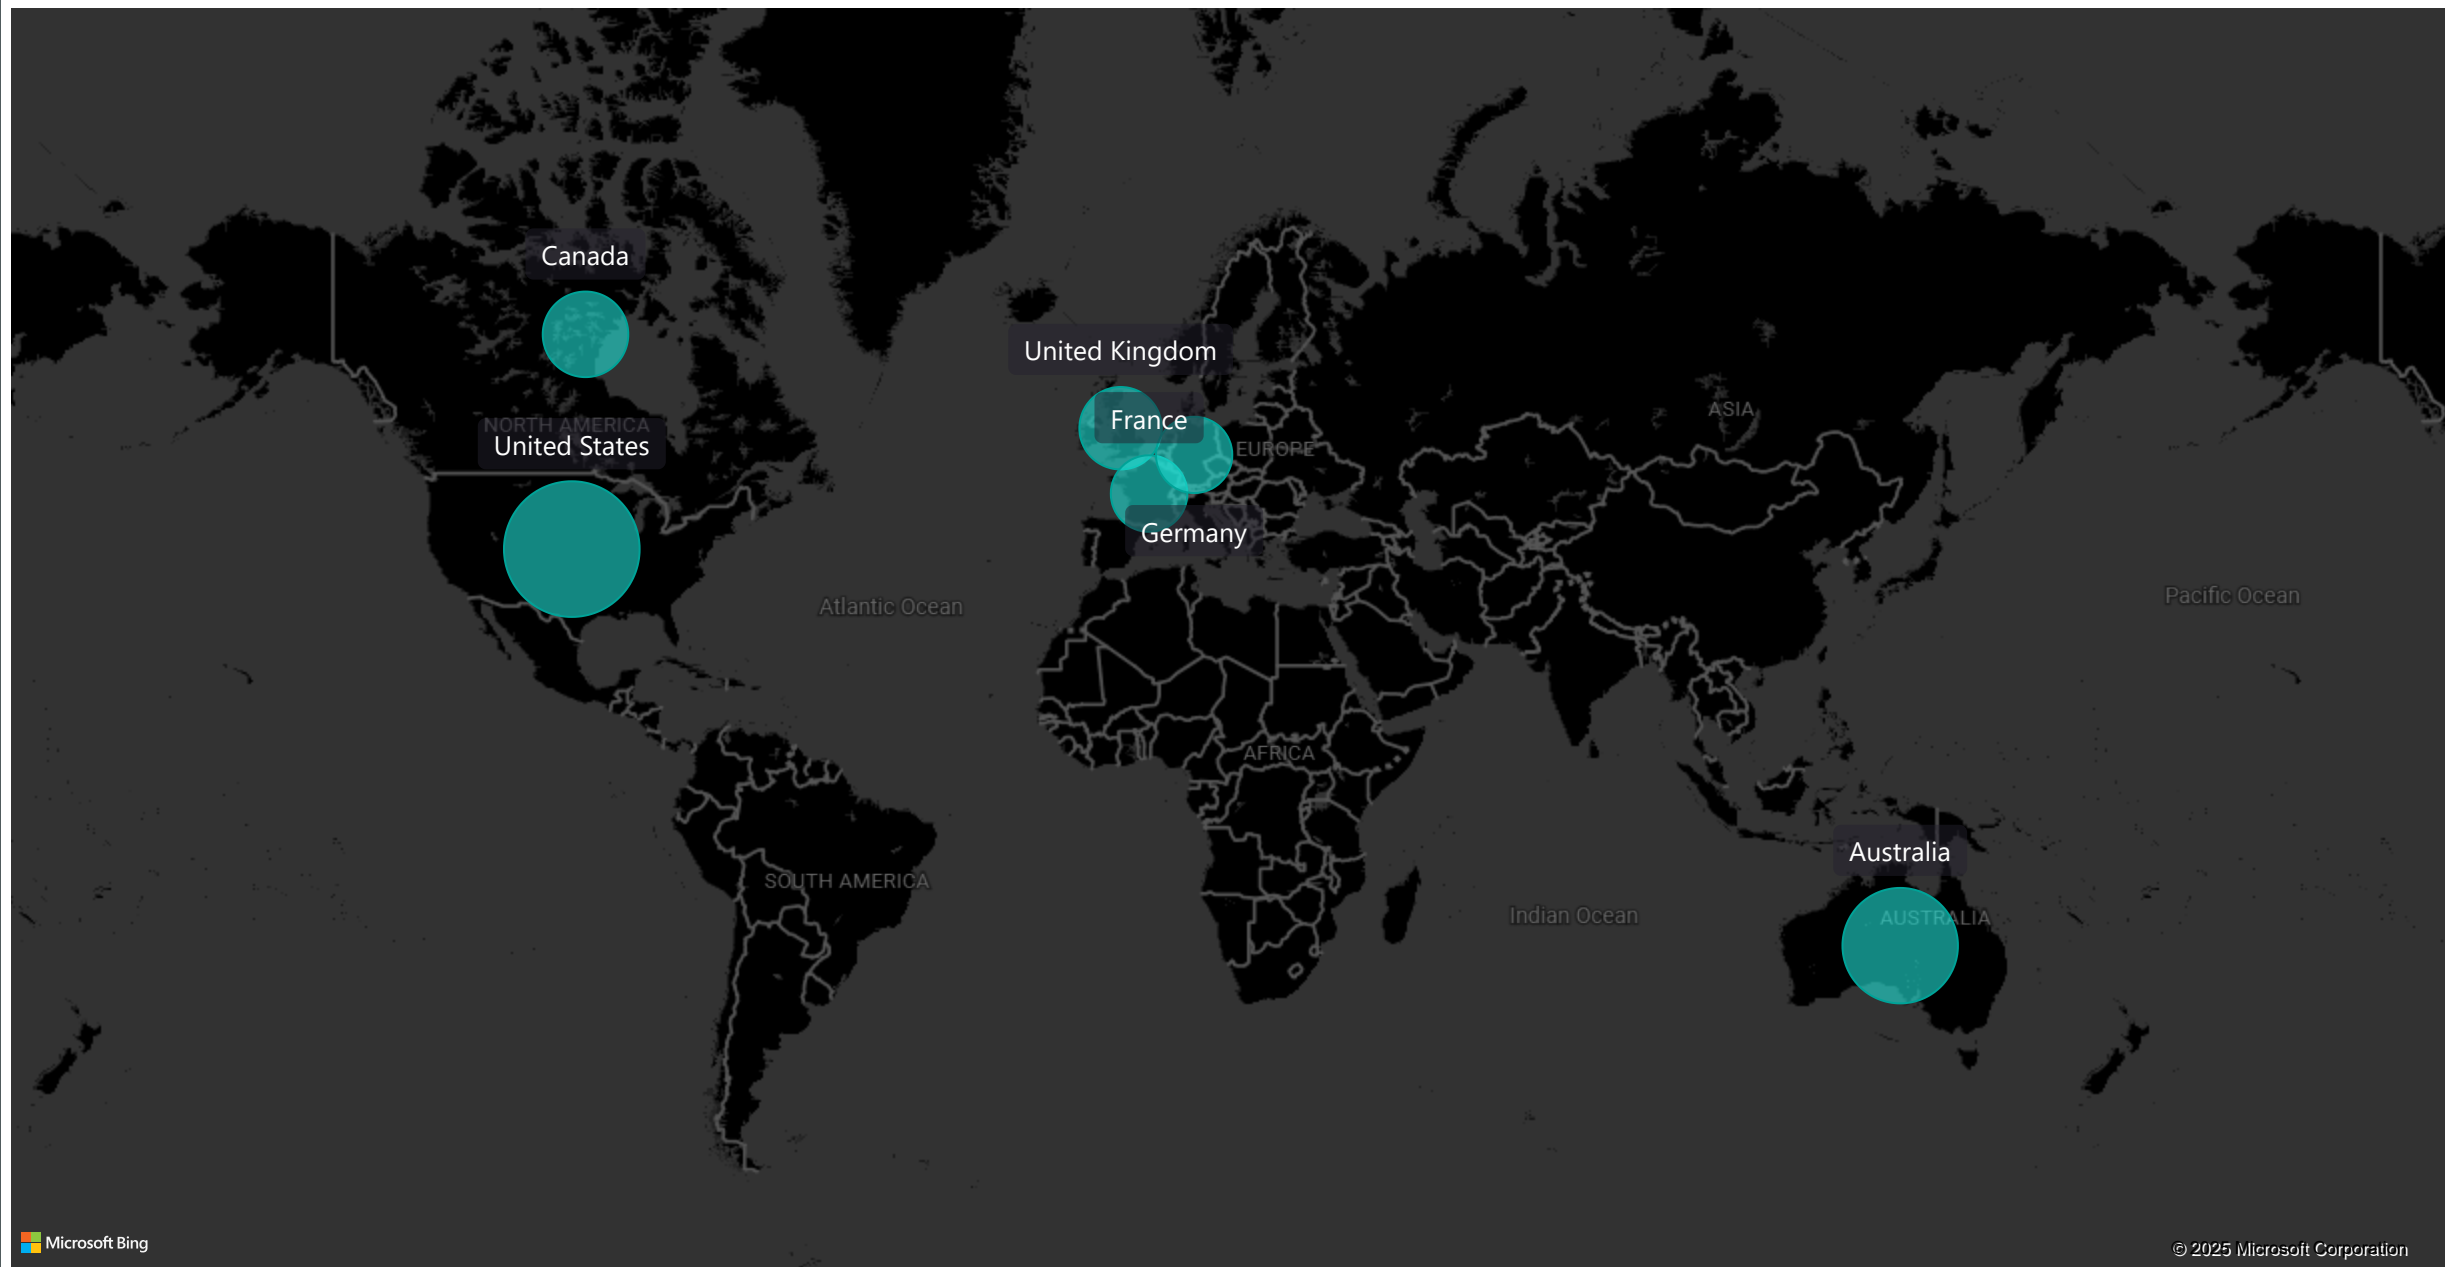 Canada
United Kingdom
France
ASIA
NORTH AMERICA
United States
EUROPE
Germany
Atlantic Ocean
Pacific Ocean
AFRICA
Australia
SOUTH AMERICA
Indian Ocean
AUSTRALIA
Microsoft Bing
© 2025 Microsoft Corporation